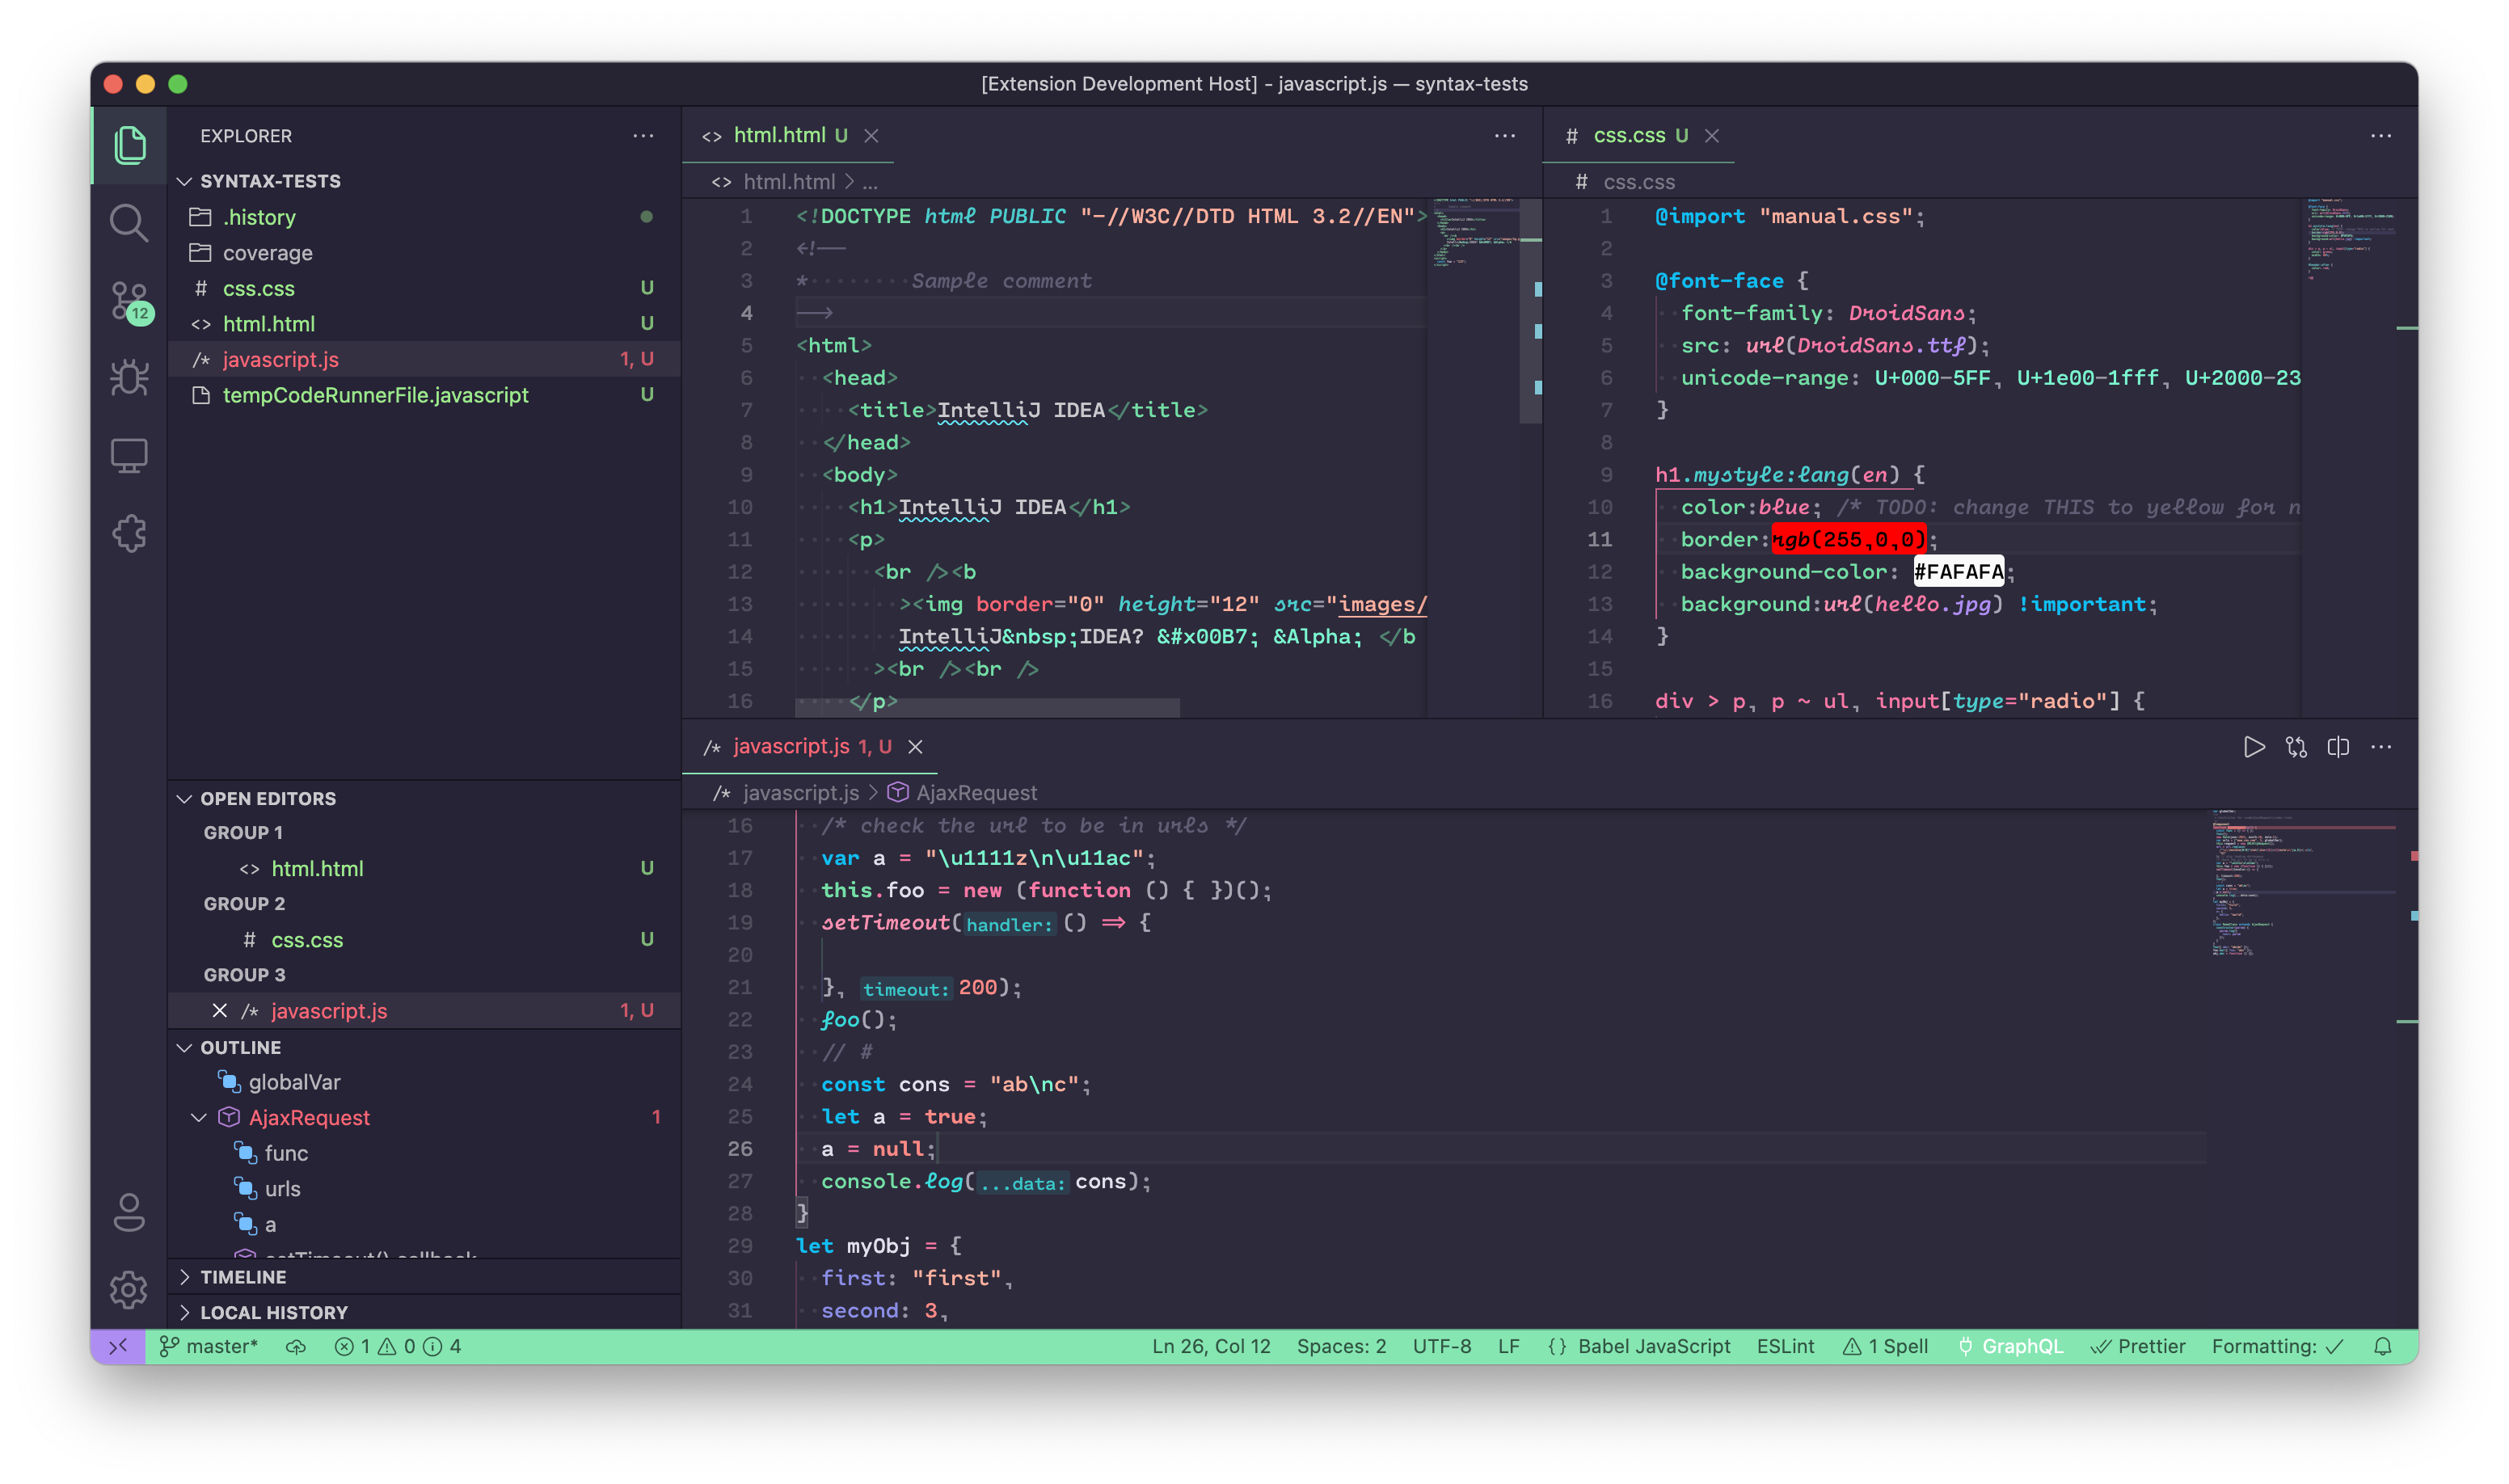 [Extension Development Host] - javascript.js — syntax-tests
EXPLORER
SYNTAX-TESTS
.history
coverage
# css.css U
<> html.html U
/* javascript.js 1, U
tempCodeRunnerFile.javascript U
12
OPEN EDITORS
GROUP 1
<> html.html U
GROUP 2
# css.css U
GROUP 3
/* javascript.js 1, U
OUTLINE
globalVar
AjaxRequest 1
func
urls
a
setTimeout() callback
TIMELINE
LOCAL HISTORY
<> html.html U
<> html.html > ...
1 <!DOCTYPE html PUBLIC "-//W3C//DTD HTML 3.2//EN">
2 <!--
3 * Sample comment
4 -->
5 <html>
6 <head>
7 <title>IntelliJ IDEA</title>
8 </head>
9 <body>
10 <h1>IntelliJ IDEA</h1>
11 <p>
12 <br /><b
13 ><img border="0" height="12" src="images/
14 IntelliJ&nbsp;IDEA? &#x00B7; &Alpha; </b
15 ><br /><br />
16 </p>
# css.css U
# css.css
1 @import "manual.css";
2
3 @font-face {
4 font-family: DroidSans;
5 src: url(DroidSans.ttf);
6 unicode-range: U+000-5FF, U+1e00-1fff, U+2000-23
7 }
8
9 h1.mystyle:lang(en) {
10 color:blue; /* TODO: change THIS to yellow for n
11 border:rgb(255,0,0);
12 background-color: #FAFAFA;
13 background:url(hello.jpg) !important;
14 }
15
16 div > p, p ~ ul, input[type="radio"] {
/* javascript.js 1, U
/* javascript.js > AjaxRequest
16 /* check the url to be in urls */
17 var a = "\u1111z\n\u11ac";
18 this.foo = new (function () { })();
19 setTimeout(handler: () => {
20
21 }, timeout: 200);
22 foo();
23 // #
24 const cons = "ab\nc";
25 let a = true;
26 a = null;
27 console.log(...data: cons);
28 }
29 let myObj = {
30 first: "first",
31 second: 3,
master* 1 0 4
Ln 26, Col 12 Spaces: 2 UTF-8 LF {} Babel JavaScript ESLint 1 Spell GraphQL Prettier Formatting: ✓